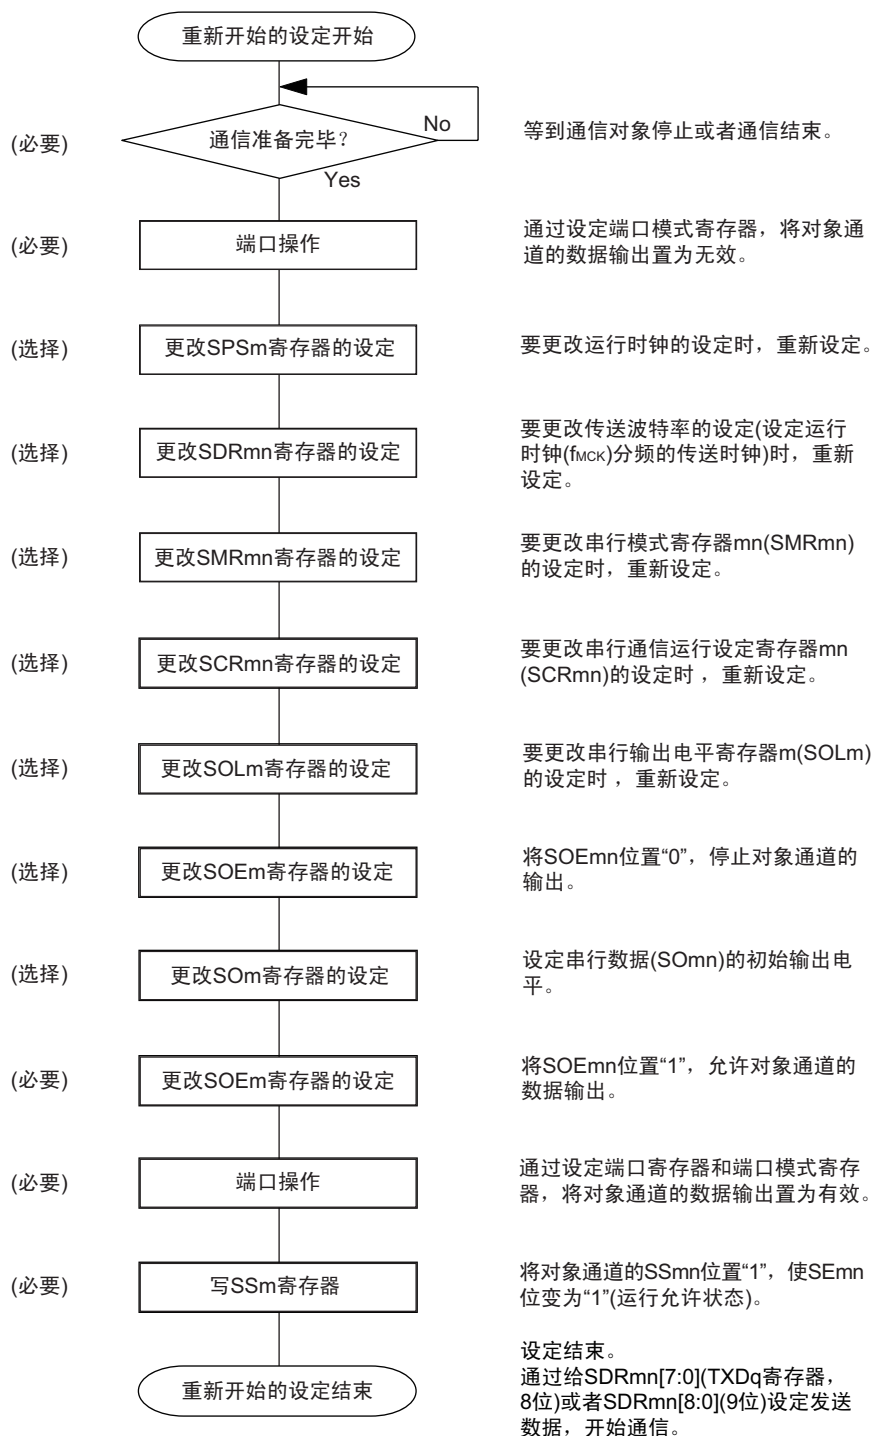 重新开始的设定开始
(必要)
通信准备完毕？
No
Yes
等到通信对象停止或者通信结束。
(必要)
端口操作
通过设定端口模式寄存器，将对象通
道的数据输出置为无效。
(选择)
更改SPSm寄存器的设定
要更改运行时钟的设定时，重新设定。
(选择)
更改SDRmn寄存器的设定
要更改传送波特率的设定(设定运行
时钟(fMCK)分频的传送时钟)时，重新
设定。
(选择)
更改SMRmn寄存器的设定
要更改串行模式寄存器mn(SMRmn)
的设定时，重新设定。
(选择)
更改SCRmn寄存器的设定
要更改串行通信运行设定寄存器mn
(SCRmn)的设定时，重新设定。
(选择)
更改SOLm寄存器的设定
要更改串行输出电平寄存器m(SOLm)
的设定时，重新设定。
(选择)
更改SOEm寄存器的设定
将SOEmn位置“0”，停止对象通道的
输出。
(选择)
更改SOm寄存器的设定
设定串行数据(SOmn)的初始输出电
平。
(必要)
更改SOEm寄存器的设定
将SOEmn位置“1”，允许对象通道的
数据输出。
(必要)
端口操作
通过设定端口寄存器和端口模式寄存
器，将对象通道的数据输出置为有效。
(必要)
写SSm寄存器
将对象通道的SSmn位置“1”，使SEmn
位变为“1”(运行允许状态)。
重新开始的设定结束
设定结束。
通过给SDRmn[7:0](TXDq寄存器，
8位)或者SDRmn[8:0](9位)设定发送
数据，开始通信。